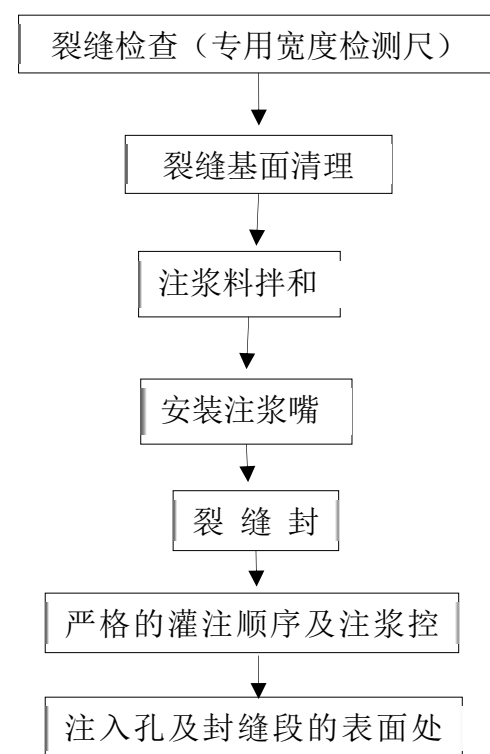 裂缝检查（专用宽度检测尺）
裂缝基面清理
注浆料拌和
安装注浆嘴
裂 缝 封
严格的灌注顺序及注浆控
注入孔及封缝段的表面处